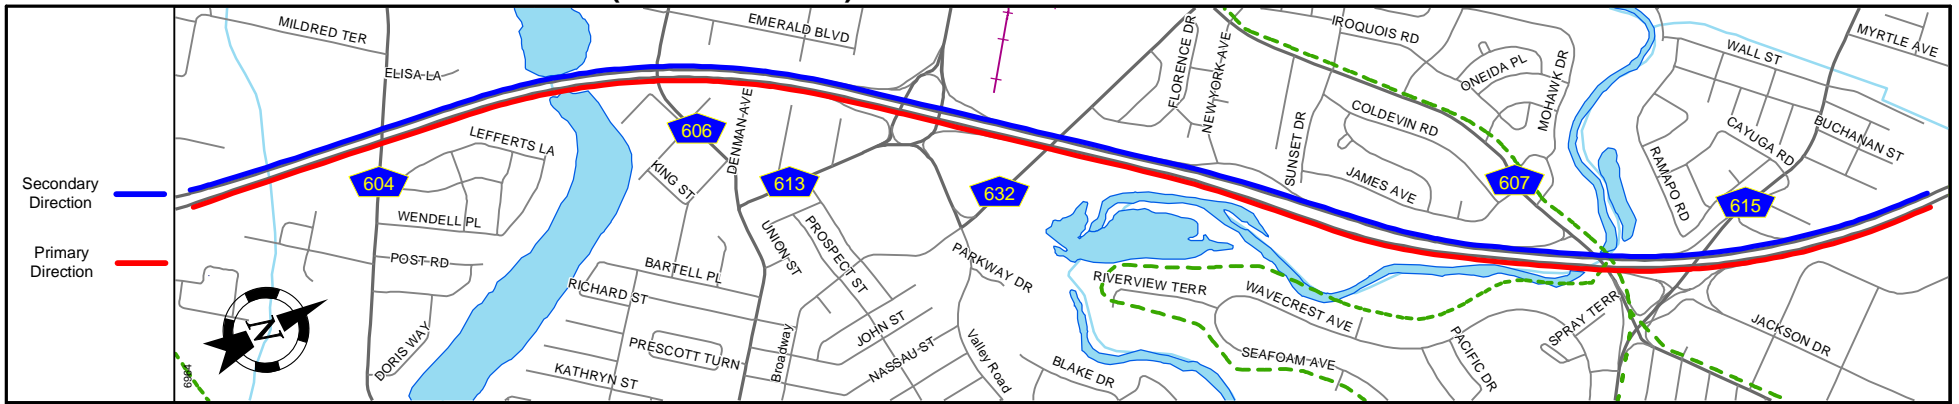 Secondary
Direction
Primary
Direction
MILDRED TER
ELISA LA
EMERALD BLVD
LEFFERTS LA
604
WENDELL PL
POST RD
DORIS WAY
6984
N
606
DENMAN AVE
KING ST
613
632
UNION ST
PROSPECT ST
BARTELL PL
RICHARD ST
PRESCOTT TURN
KATHRYN ST
Broadway
JOHN ST
NASSAU ST
PARKWAY DR
Valley Road
BLAKE DR
FLORENCE DR
NEW YORK AVE
SUNSET DR
IROQUOIS RD
ONEIDA PL
MOHAWK DR
COLDEVIN RD
JAMES AVE
607
RIVERVIEW TERR
WAVECREST AVE
SEAFOAM AVE
PACIFIC DR
SPRAY TERR
WALL ST
MYRTLE AVE
BUCHANAN ST
CAYUGA RD
RAMAPO RD
615
JACKSON DR